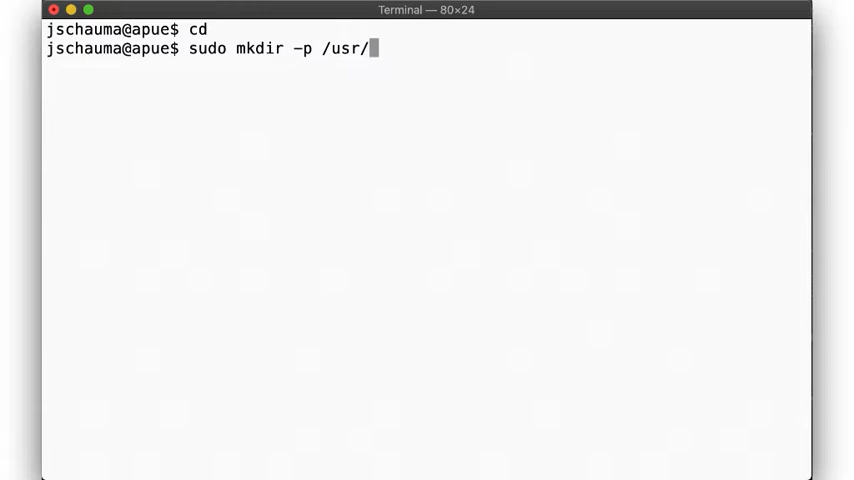 Terminal — 80×24
jschauma@apue$ cd
jschauma@apue$ sudo mkdir -p /usr/